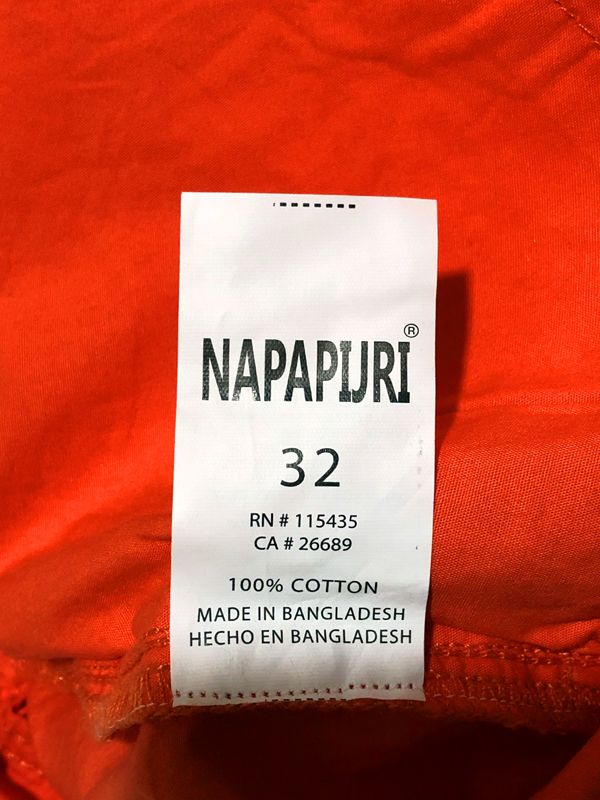 NAPAPIJRI®
32
RN # 115435
CA # 26689
100% COTTON
MADE IN BANGLADESH
HECHO EN BANGLADESH